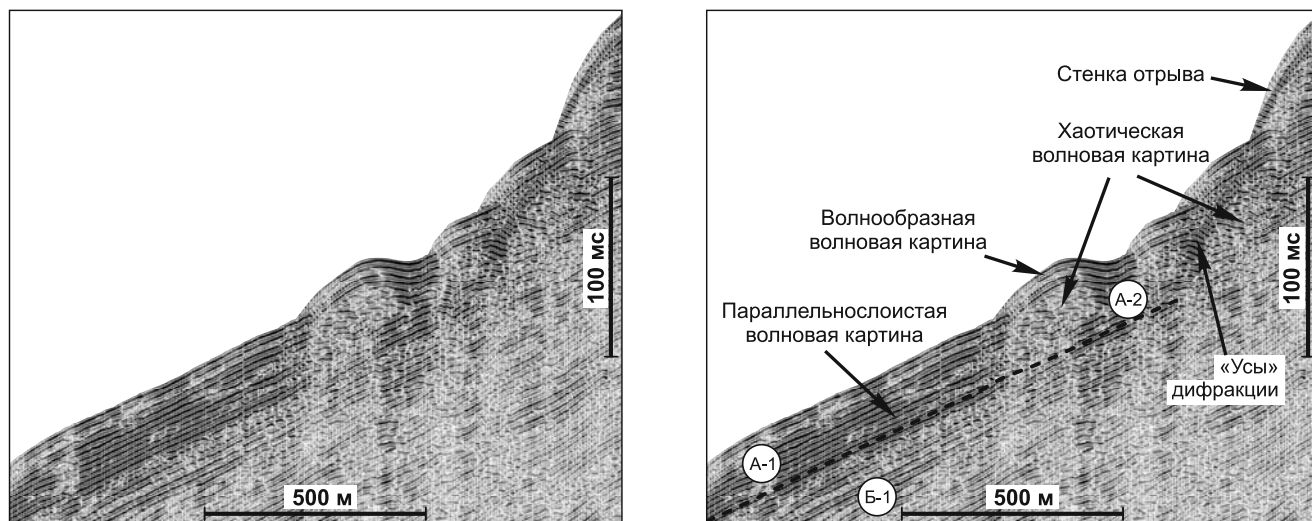 100 мс
500 м
Стенка отрыва
Хаотическая
волновая картина
Волнообразная
волновая картина
А-2
100 мс
Параллельнослоистая
волновая картина
«Усы»
дифракции
А-1
Б-1
500 м